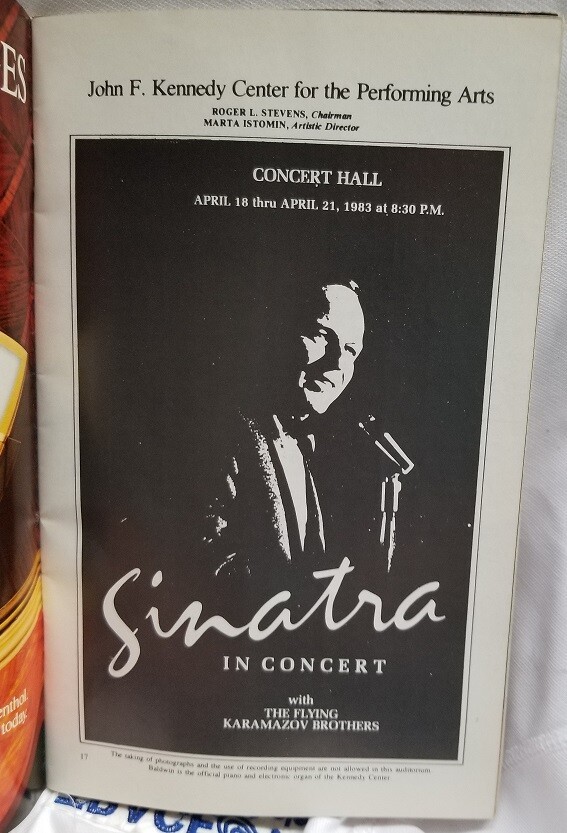 ES
John F. Kennedy Center for the Performing Arts
ROGER L. STEVENS, Chairman
MARTA ISTOMIN, Artistic Director
CONCERT HALL
APRIL 18 thru APRIL 21, 1983 at 8:30 P.M.
Sinatra
IN CONCERT
with
THE FLYING
KARAMAZOV BROTHERS
enthol
today.
17
The taking of photographs and the use of recording equipment are not allowed in this auditorium.
Baldwin is the official piano and electronic organ of the Kennedy Center